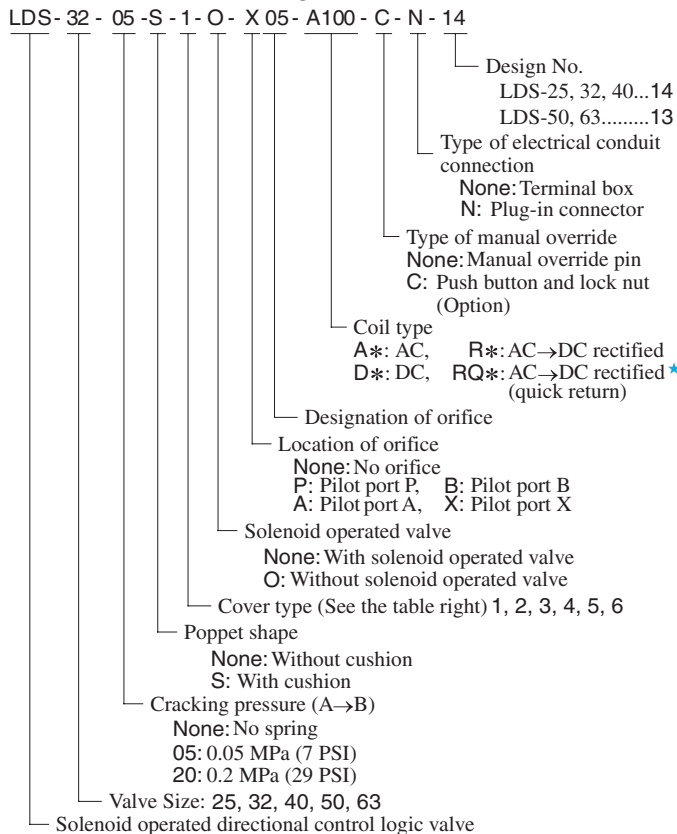 LDS - 32 - 05 - S - 1 - O - X 05 - A100 - C - N - 14
Design No.
LDS-25, 32, 40...14
LDS-50, 63.........13
Type of electrical conduit
connection
None: Terminal box
N: Plug-in connector
Type of manual override
None: Manual override pin
C: Push button and lock nut
(Option)
Coil type
A*: AC, R*: AC→DC rectified
D*: DC, RQ*: AC→DC rectified ★
(quick return)
Designation of orifice
Location of orifice
None: No orifice
P: Pilot port P, B: Pilot port B
A: Pilot port A, X: Pilot port X
Solenoid operated valve
None: With solenoid operated valve
O: Without solenoid operated valve
Cover type (See the table right) 1, 2, 3, 4, 5, 6
Poppet shape
None: Without cushion
S: With cushion
Cracking pressure (A→B)
None: No spring
05: 0.05 MPa (7 PSI)
20: 0.2 MPa (29 PSI)
Valve Size: 25, 32, 40, 50, 63
Solenoid operated directional control logic valve